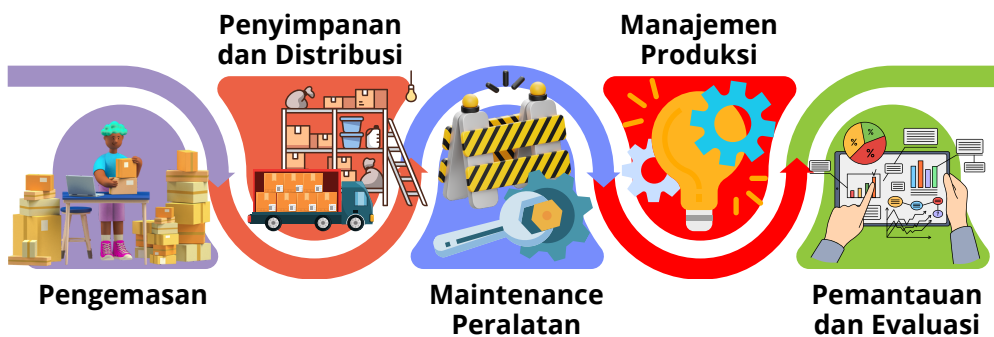 Pengemasan
Penyimpanan
dan Distribusi
Maintenance
Peralatan
Manajemen
Produksi
Pemantauan
dan Evaluasi
%
%
%